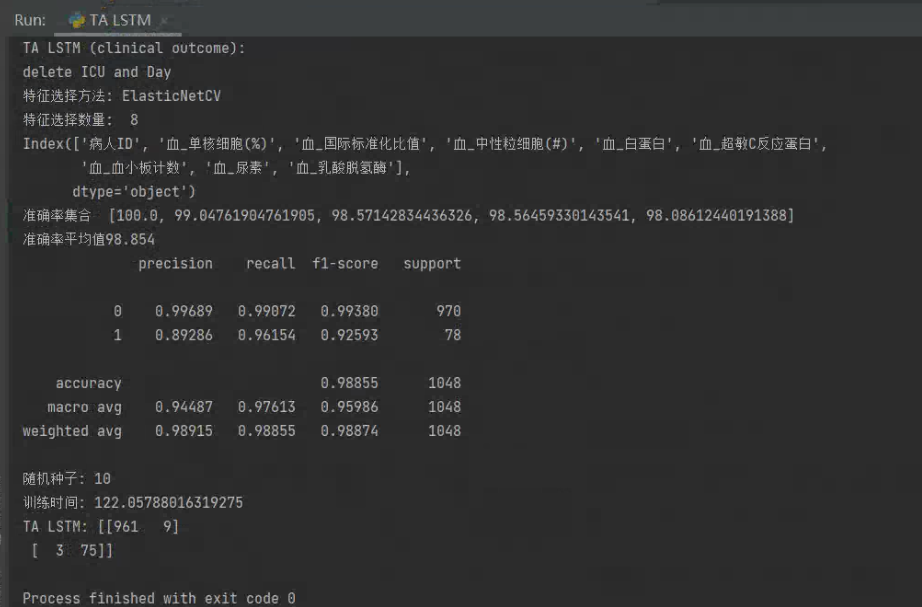 Run: TA LSTM ×
TA LSTM (clinical outcome):
delete ICU and Day
特征选择方法: ElasticNetCV
特征选择数量: 8
Index(['病人ID', '血_单核细胞(%)', '血_国际标准化比值', '血_中性粒细胞(#)', '血_白蛋白', '血_超敏C反应蛋白',
'血_血小板计数', '血_尿素', '血_乳酸脱氢酶'],
dtype='object')
准确率集合 [100.0, 99.04761904761905, 98.57142834436326, 98.56459330143541, 98.08612440191388]
准确率平均值98.854
precision recall f1-score support
0 0.99689 0.99072 0.99380 970
1 0.89286 0.96154 0.92593 78
accuracy 0.98855 1048
macro avg 0.94487 0.97613 0.95986 1048
weighted avg 0.98915 0.98855 0.98874 1048
随机种子: 10
训练时间: 122.05788016319275
TA LSTM: [[961 9]
[ 3 75]]
Process finished with exit code 0